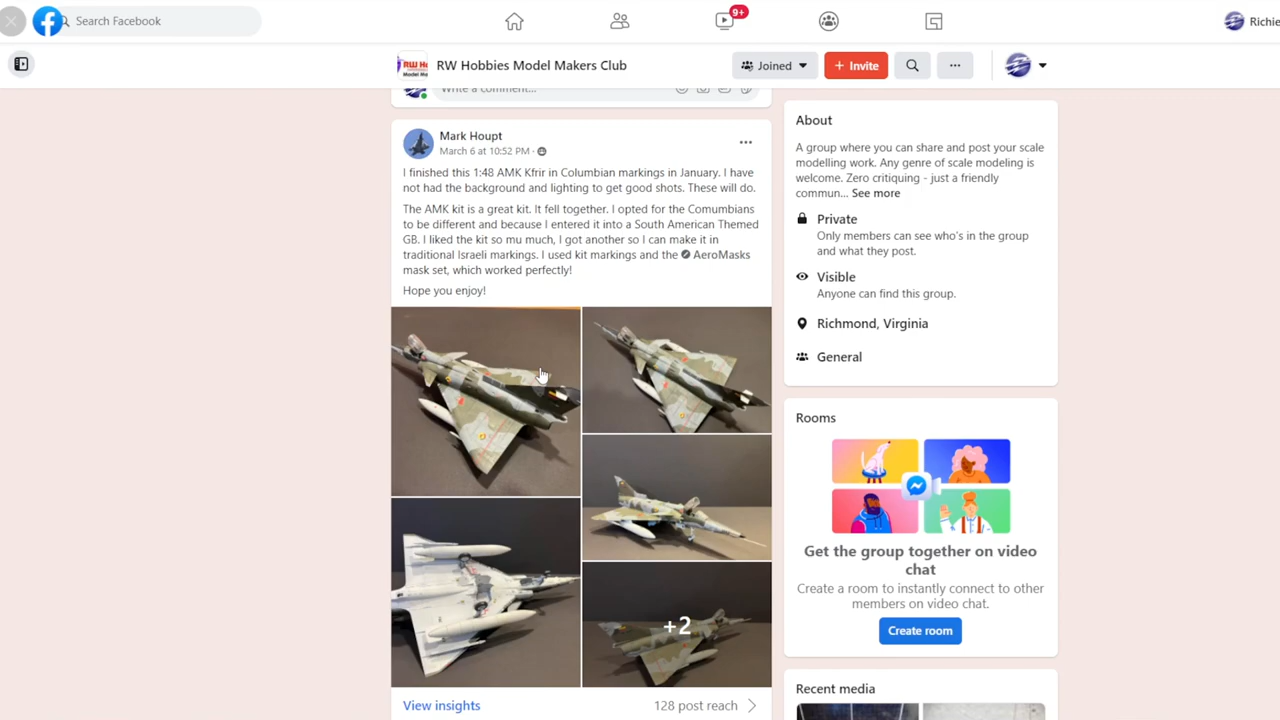 Search Facebook
9+
Richie
RW Hobbies Model Makers Club
Joined
+ Invite
Write a comment...
Mark Houpt
March 6 at 10:52 PM ·
I finished this 1:48 AMK Kfrir in Columbian markings in January. I have
not had the background and lighting to get good shots. These will do.
The AMK kit is a great kit. It fell together. I opted for the Comumbians
to be different and because I entered it into a South American Themed
GB. I liked the kit so mu much, I got another so I can make it in
traditional Israeli markings. I used kit markings and the AeroMasks
mask set, which worked perfectly!
Hope you enjoy!
+2
View insights
128 post reach
About
A group where you can share and post your scale
modelling work. Any genre of scale modeling is
welcome. Zero critiquing - just a friendly
commun... See more
Private
Only members can see who's in the group
and what they post.
Visible
Anyone can find this group.
Richmond, Virginia
General
Rooms
Get the group together on video
chat
Create a room to instantly connect to other
members on video chat.
Create room
Recent media